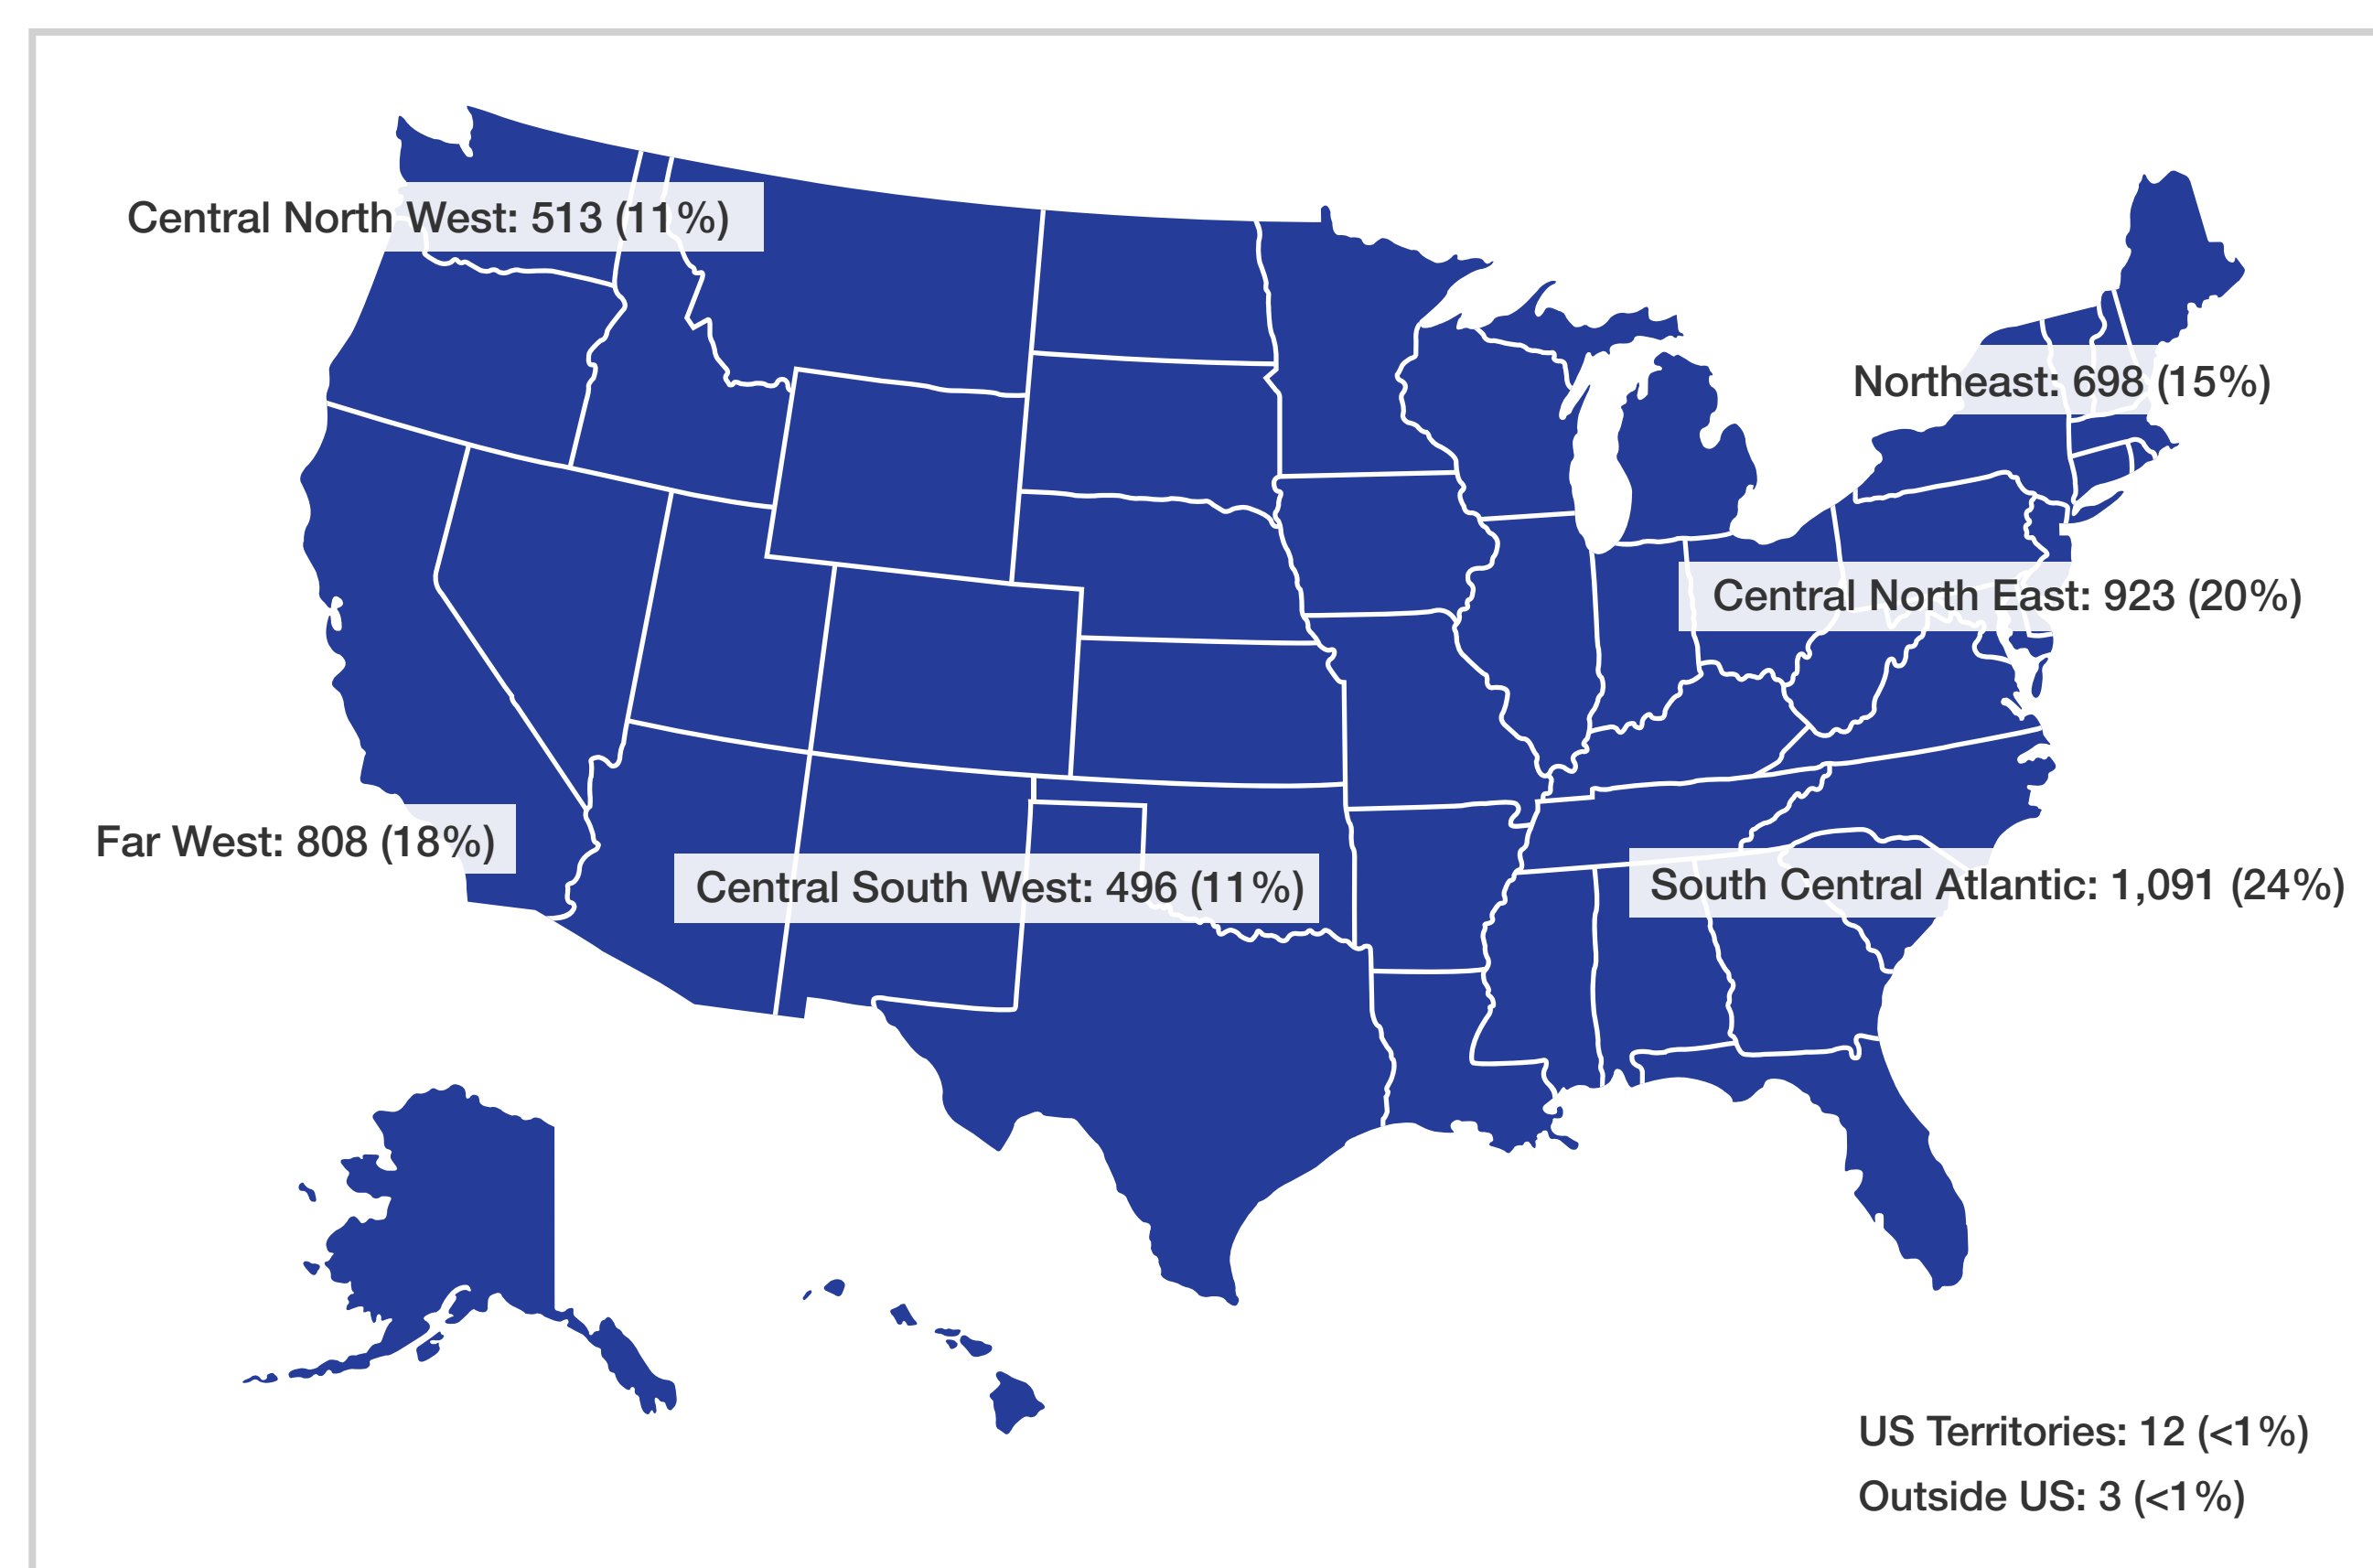 Central North West: 513 (11%)
Northeast: 698 (15%)
Central North East: 923 (20%)
Far West: 808 (18%)
Central South West: 496 (11%)
South Central Atlantic: 1,091 (24%)
US Territories: 12 (<1%)
Outside US: 3 (<1%)